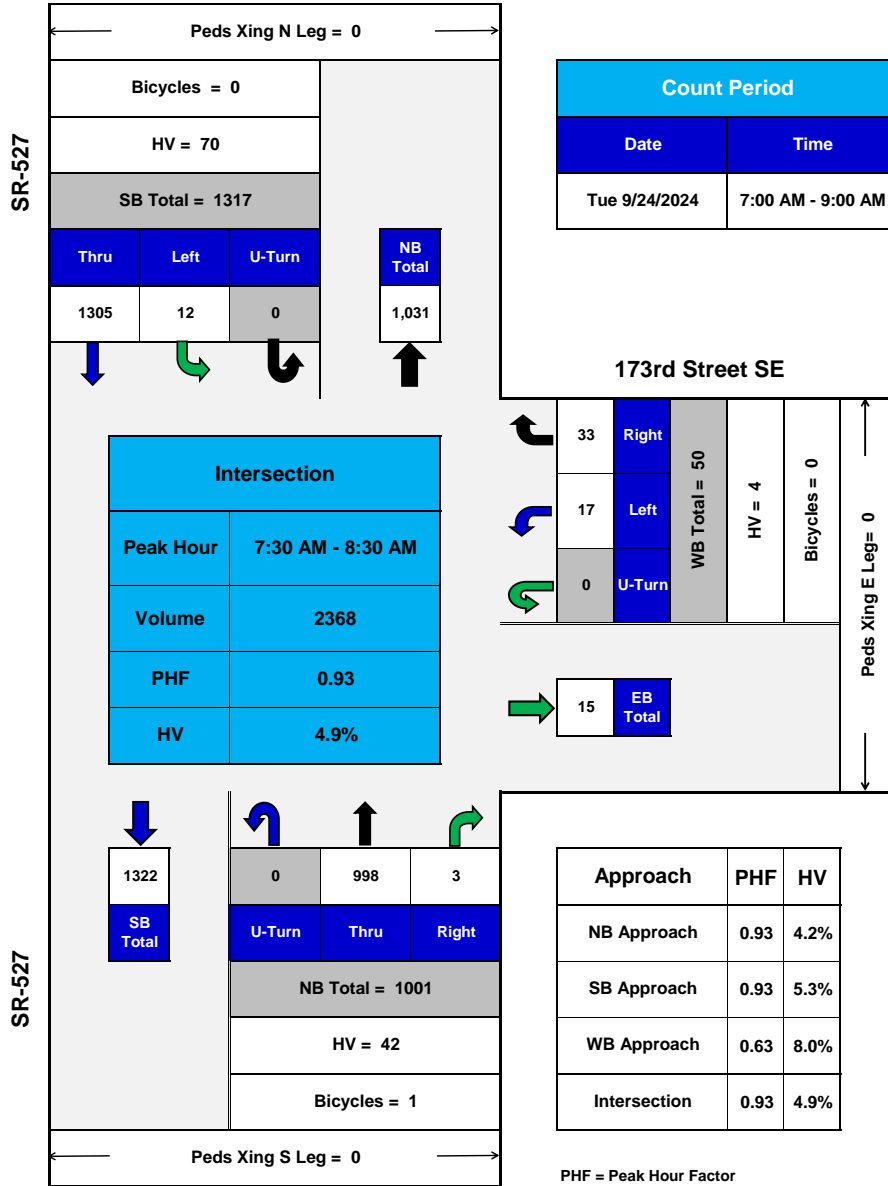 Peds Xing N Leg = 0
Bicycles = 0
HV = 70
SB Total = 1317
Thru Left U-Turn
1305 12 0
NB
Total
1,031
SR-527
Count Period
Date Time
Tue 9/24/2024 7:00 AM - 9:00 AM
173rd Street SE
33 Right
17 Left
0 U-Turn
WB Total = 50
HV = 4
Bicycles = 0
Peds Xing E Leg= 0
Intersection
Peak Hour 7:30 AM - 8:30 AM
Volume 2368
PHF 0.93
HV 4.9%
15 EB
Total
1322
SB
Total
0 998 3
U-Turn Thru Right
NB Total = 1001
HV = 42
Bicycles = 1
Peds Xing S Leg = 0
SR-527
Approach PHF HV
NB Approach 0.93 4.2%
SB Approach 0.93 5.3%
WB Approach 0.63 8.0%
Intersection 0.93 4.9%
PHF = Peak Hour Factor